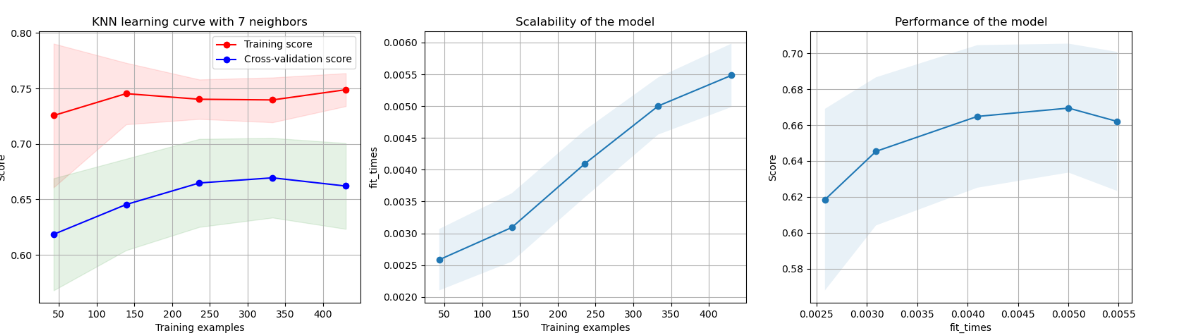 KNN learning curve with 7 neighbors
0.80
0.75
0.70
0.65
0.60
Score
Training score
Cross-validation score
50 100 150 200 250 300 350 400
Training examples
Scalability of the model
0.0060
0.0055
0.0050
0.0045
0.0040
0.0035
0.0030
0.0025
0.0020
fit_times
50 100 150 200 250 300 350 400
Training examples
Performance of the model
0.70
0.68
0.66
0.64
0.62
0.60
0.58
Score
0.0025 0.0030 0.0035 0.0040 0.0045 0.0050 0.0055
fit_times